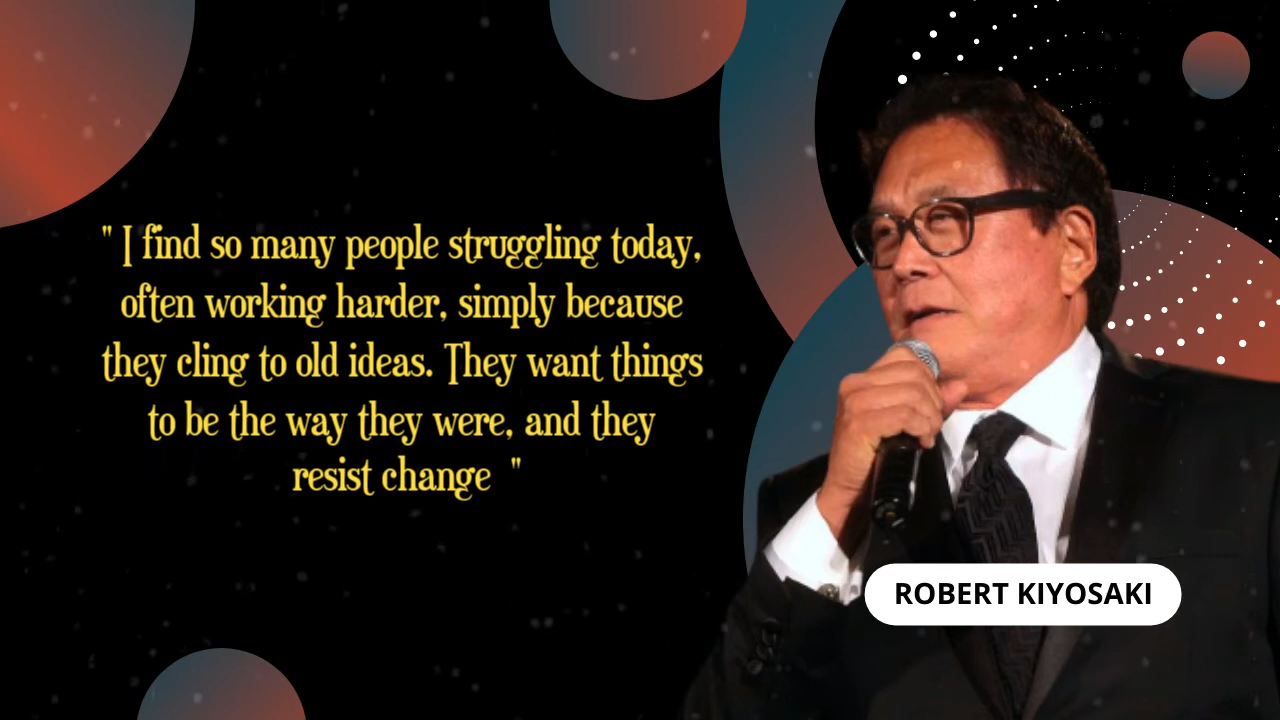 " I find so many people struggling today,
often working harder, simply because
they cling to old ideas. They want things
to be the way they were, and they
resist change "
ROBERT KIYOSAKI